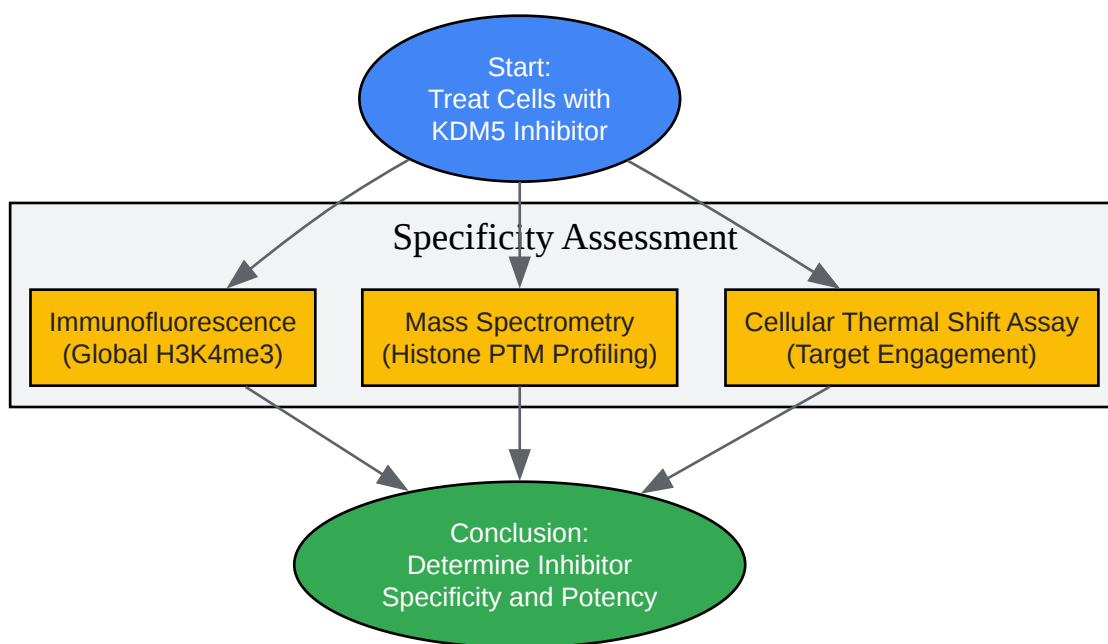 Start:
Treat Cells with
KDM5 Inhibitor
Specificity Assessment
Immunofluorescence
(Global H3K4me3)
Mass Spectrometry
(Histone PTM Profiling)
Cellular Thermal Shift Assay
(Target Engagement)
Conclusion:
Determine Inhibitor
Specificity and Potency